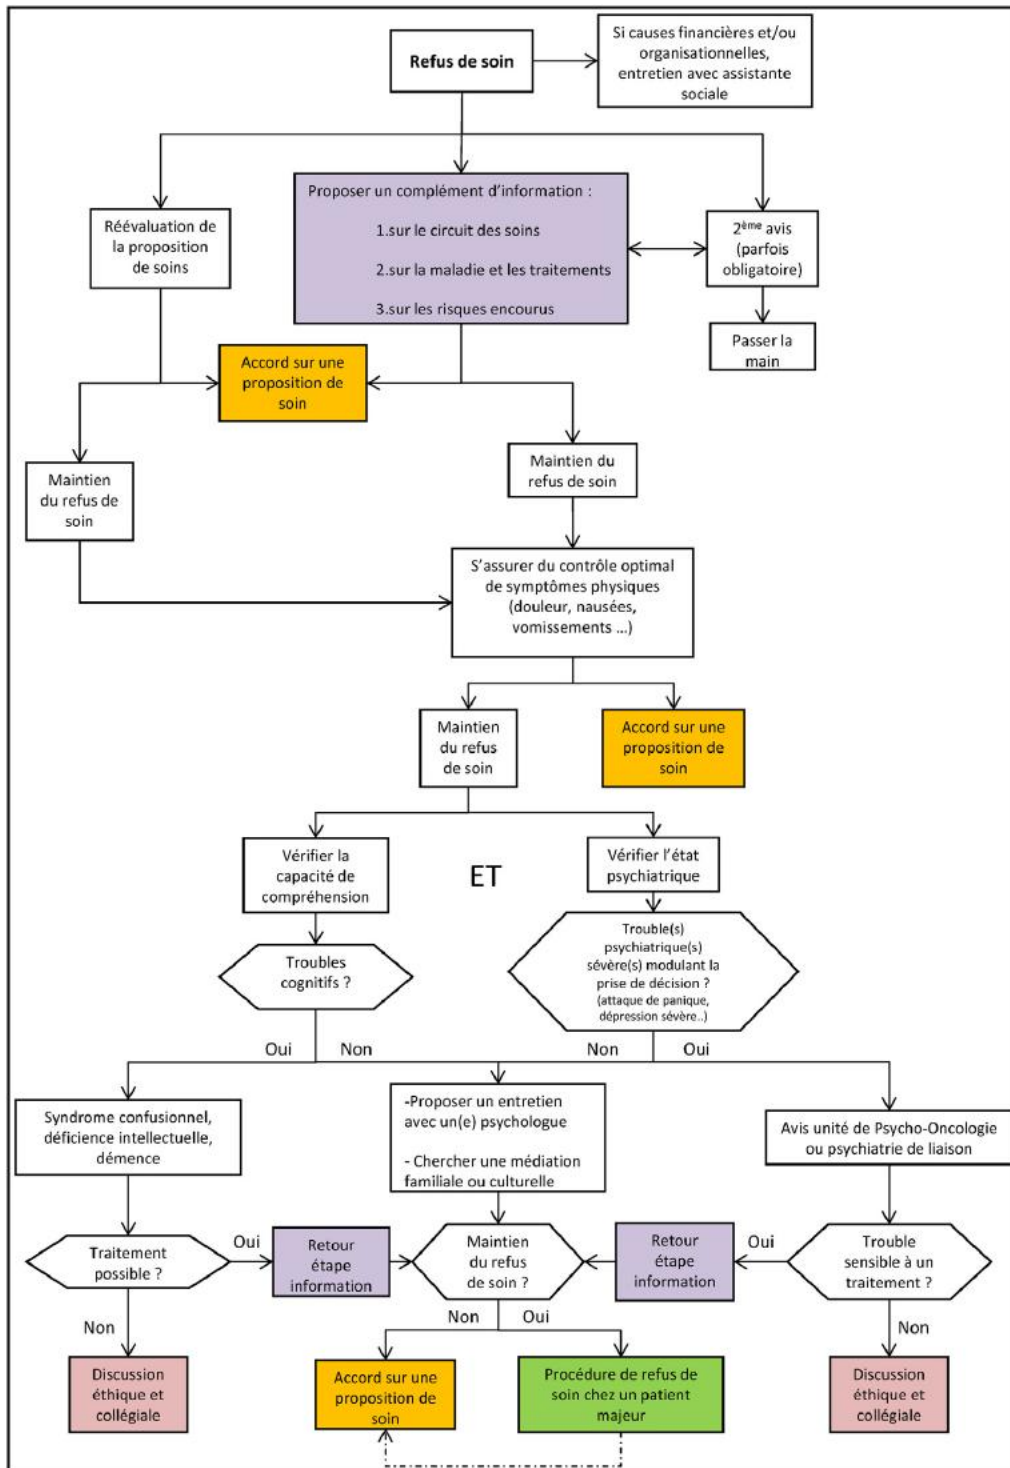 Refus de soin
Si causes financières et/ou
organisationnelles,
entretien avec assistante
sociale
Réévaluation de
la proposition
de soins
Proposer un complément d'information :
1.sur le circuit des soins
2.sur la maladie et les traitements
3.sur les risques encourus
2ème avis
(parfois
obligatoire)
Passer la
main
Accord sur une
proposition de
soin
Maintien
du refus de
soin
Maintien du
refus de soin
S'assurer du contrôle optimal
de symptômes physiques
(douleur, nausées,
vomissements ...)
Maintien
du refus
de soin
Accord sur une
proposition de
soin
Vérifier la
capacité de
compréhension
ET
Vérifier l'état
psychiatrique
Troubles
cognitifs ?
Trouble(s)
psychiatrique(s)
sévère(s) modulant la
prise de décision ?
(attaque de panique,
dépression sévère..)
Oui
Non
Non
Oui
Syndrome confusionnel,
déficience intellectuelle,
démence
-Proposer un entretien
avec un(e) psychologue
- Chercher une médiation
familiale ou culturelle
Avis unité de Psycho-Oncologie
ou psychiatrie de liaison
Traitement
possible ?
Oui
Retour
étape
information
Maintien
du refus
de soin ?
Retour
étape
information
Oui
Trouble
sensible à un
traitement ?
Non
Non
Oui
Non
Discussion
éthique et
collégiale
Accord sur une
proposition de
soin
Procédure de refus de
soin chez un patient
majeur
Discussion
éthique et
collégiale